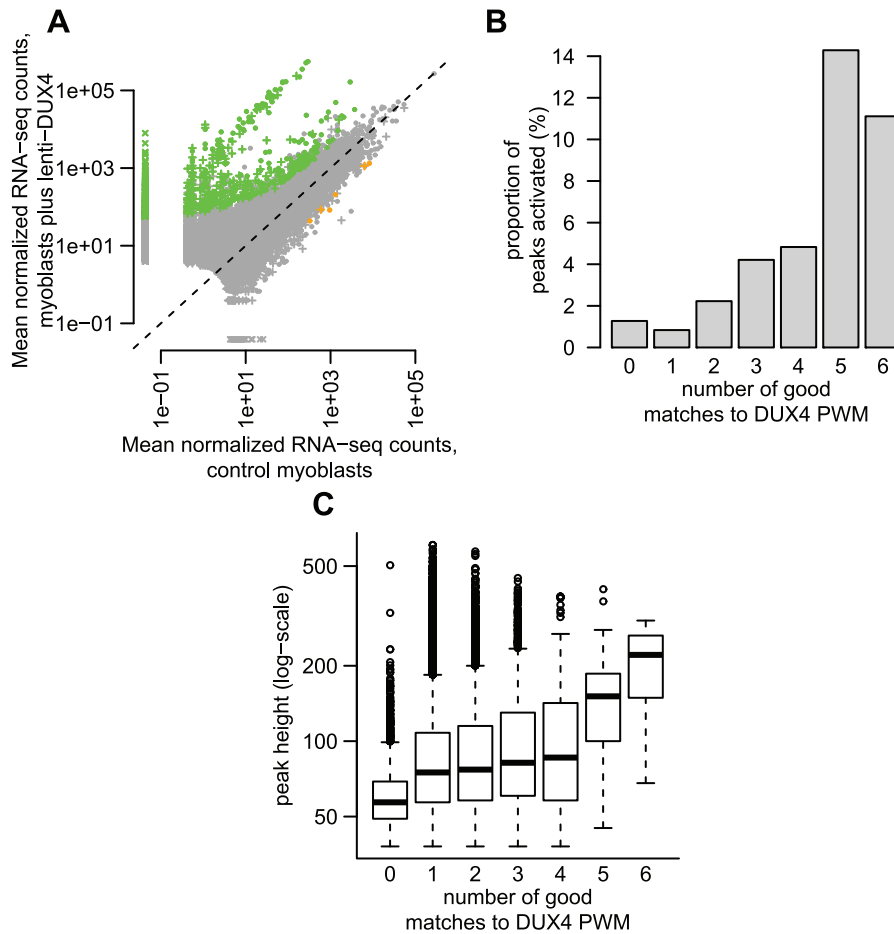 A
Mean normalized RNA−seq counts,
myoblasts plus lenti−DUX4
1e+05
1e+03
1e+01
1e−01
1e−01
1e+01
1e+03
1e+05
Mean normalized RNA−seq counts,
control myoblasts
B
proportion of
peaks activated (%)
14
12
10
8
6
4
2
0
0 1 2 3 4 5 6
number of good
matches to DUX4 PWM
C
peak height (log−scale)
500
200
100
50
0 1 2 3 4 5 6
number of good
matches to DUX4 PWM